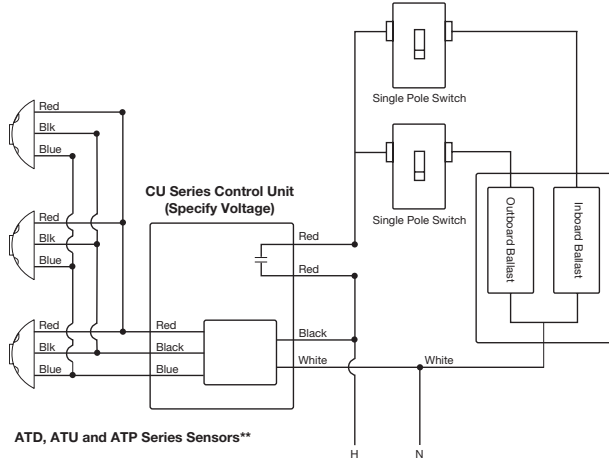 Single Pole Switch
Red
Blk
Blue
CU Series Control Unit
(Specify Voltage)
Single Pole Switch
Outboard Ballast
Inboard Ballast
Red
Blk
Blue
Red
Red
Red
Blk
Blue
Red
Black
Blue
Black
White
White
ATD, ATU and ATP Series Sensors**
H
N